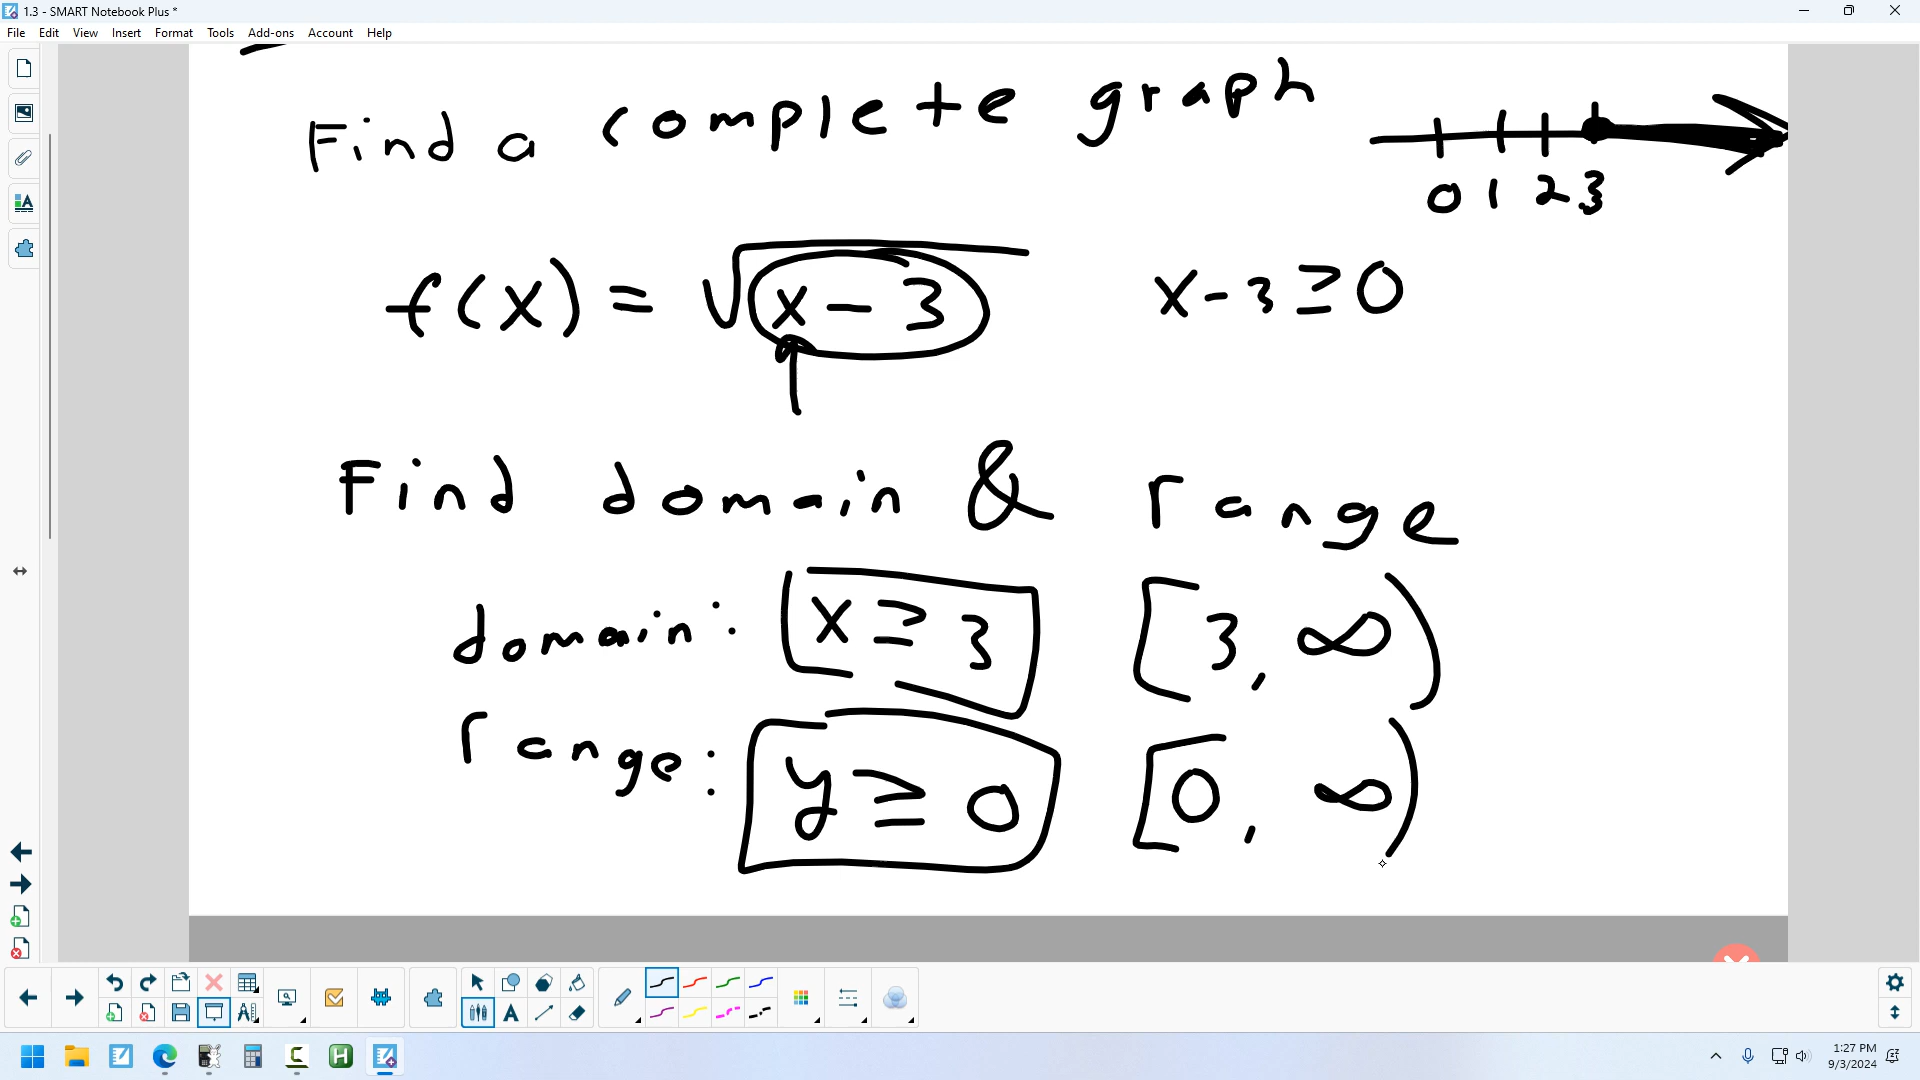 1.3 - SMART Notebook Plus *
File Edit View Insert Format Tools Add-ons Account Help
Find a complete graph
0 1 2 3
f(x) = √x - 3
x - 3 ≥ 0
Find domain & range
domain: x ≥ 3 [3, ∞)
range: y ≥ 0 [0, ∞)
1:27 PM
9/3/2024